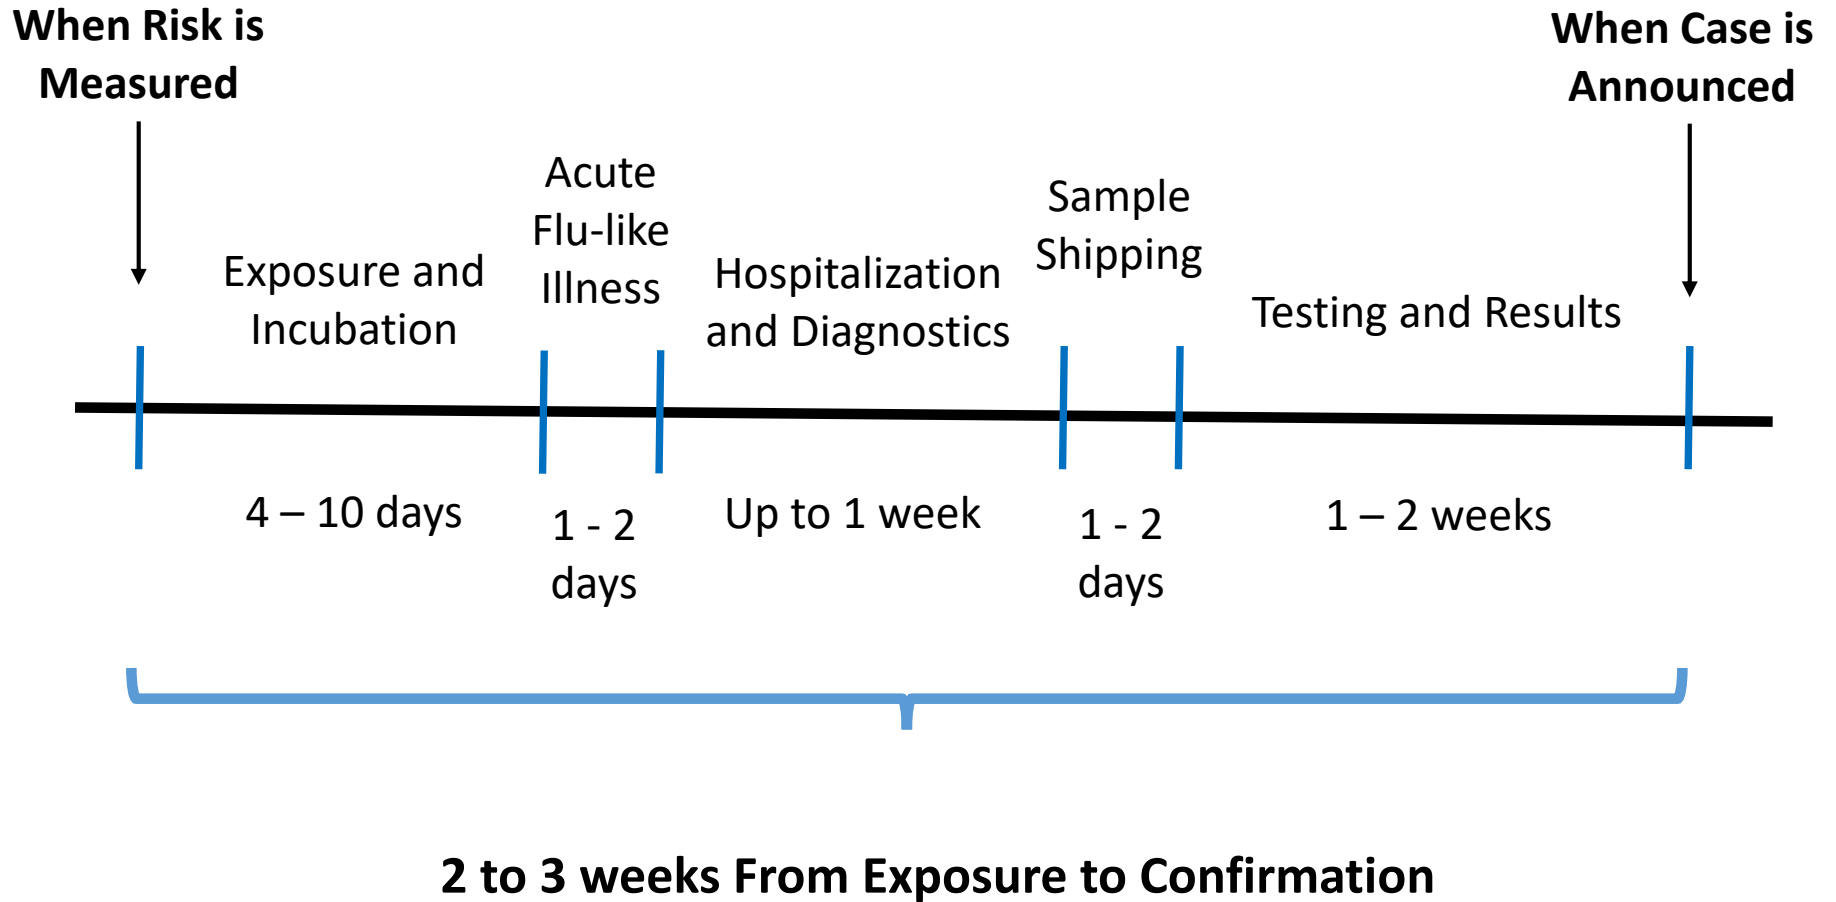 When Risk is
Measured
When Case is
Announced
Acute
Flu-like
Illness
Sample
Shipping
Exposure and
Incubation
Hospitalization
and Diagnostics
Testing and Results
4 – 10 days
1 - 2
days
Up to 1 week
1 - 2
days
1 – 2 weeks
2 to 3 weeks From Exposure to Confirmation